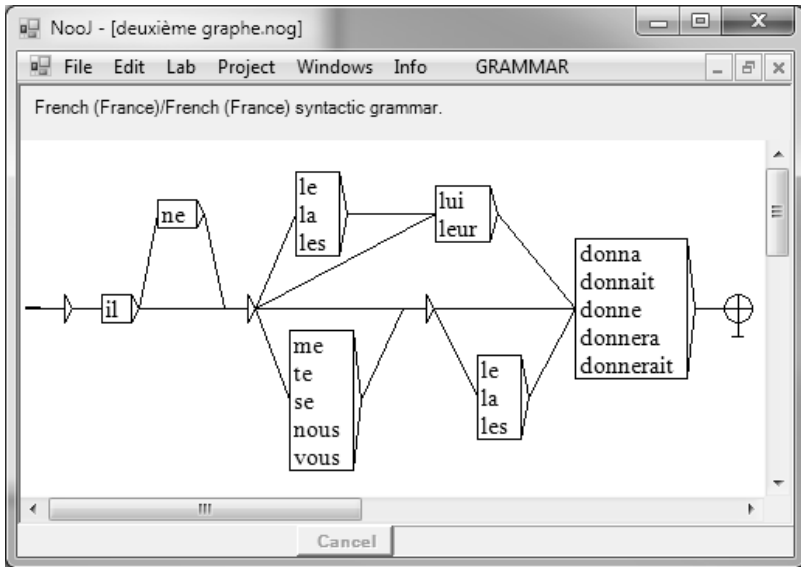 NooJ - [deuxième graphe.nog]
File Edit Lab Project Windows Info GRAMMAR
French (France)/French (France) syntactic grammar.
ne
le
la
les
lui
leur
il
me
te
se
nous
vous
le
la
les
donna
donnait
donne
donnera
donnerait
Cancel